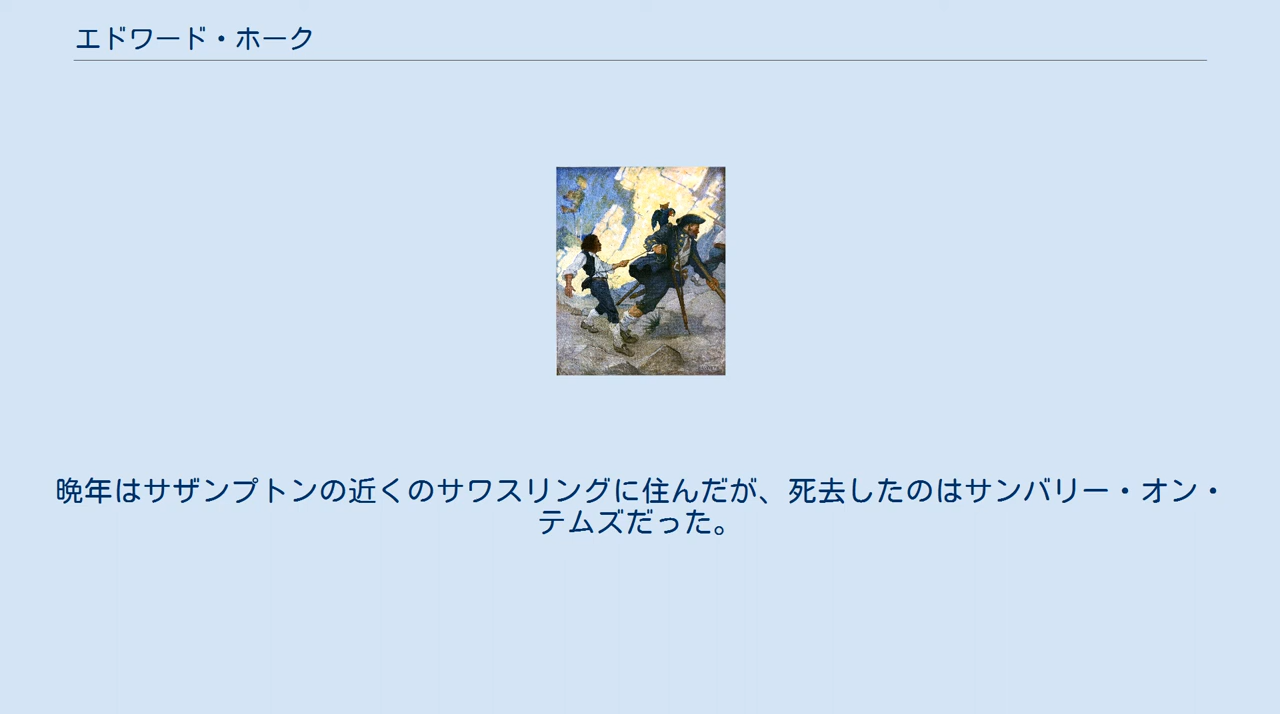 エドワード・ホーク
晩年はサザンプトンの近くのサワスリングに住んだが、死去したのはサンバリー・オン・
テムズだった。